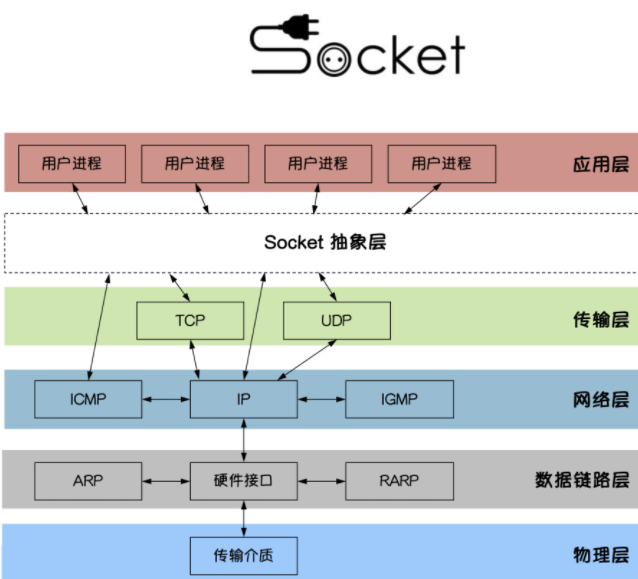 Socket
用户进程 用户进程 用户进程 用户进程 应用层
Socket 抽象层
TCP UDP 传输层
ICMP IP IGMP 网络层
ARP 硬件接口 RARP 数据链路层
传输介质 物理层